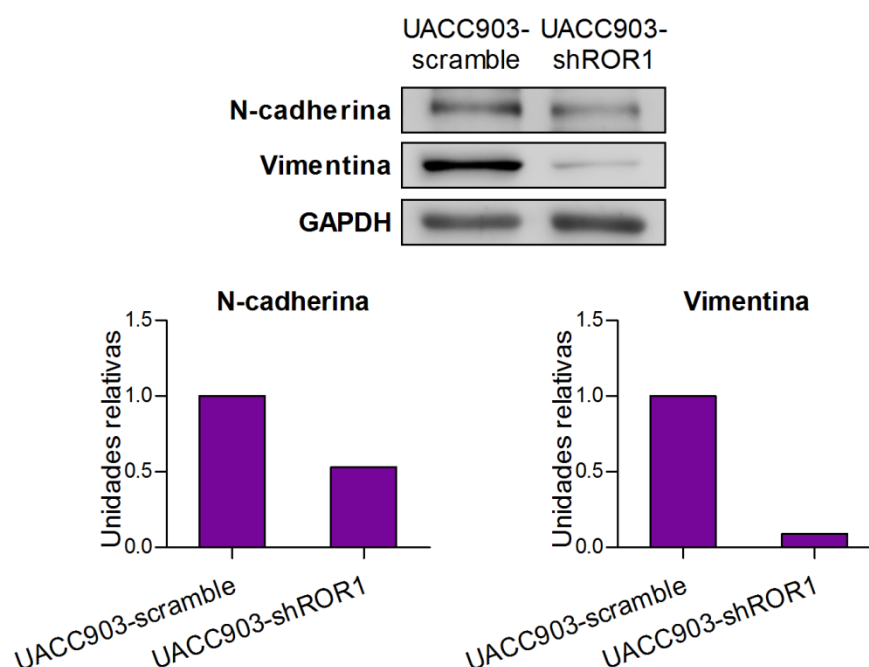 UACC903-
scramble
UACC903-
shROR1
N-cadherina
Vimentina
GAPDH
N-cadherina
Unidades relativas
1.5
1.0
0.5
0.0
UACC903-scramble
UACC903-shROR1
Vimentina
Unidades relativas
1.5
1.0
0.5
0.0
UACC903-scramble
UACC903-shROR1